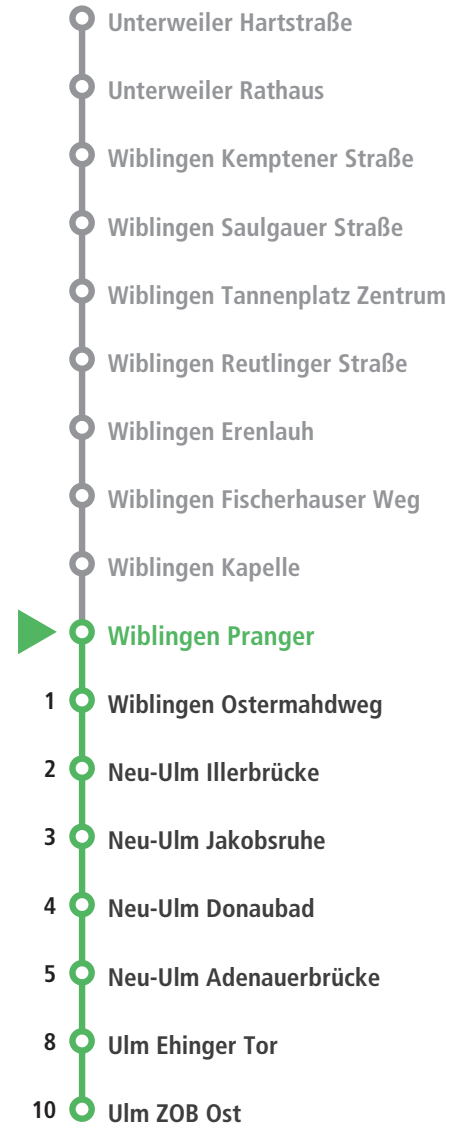 Unterweiler Hartstraße
Unterweiler Rathaus
Wiblingen Kemptener Straße
Wiblingen Saulgauer Straße
Wiblingen Tannenplatz Zentrum
Wiblingen Reutlinger Straße
Wiblingen Erenlauh
Wiblingen Fischerhauser Weg
Wiblingen Kapelle
Wiblingen Pranger
1 Wiblingen Ostermahdweg
2 Neu-Ulm Illerbrücke
3 Neu-Ulm Jakobsruhe
4 Neu-Ulm Donaubad
5 Neu-Ulm Adenauerbrücke
8 Ulm Ehinger Tor
10 Ulm ZOB Ost